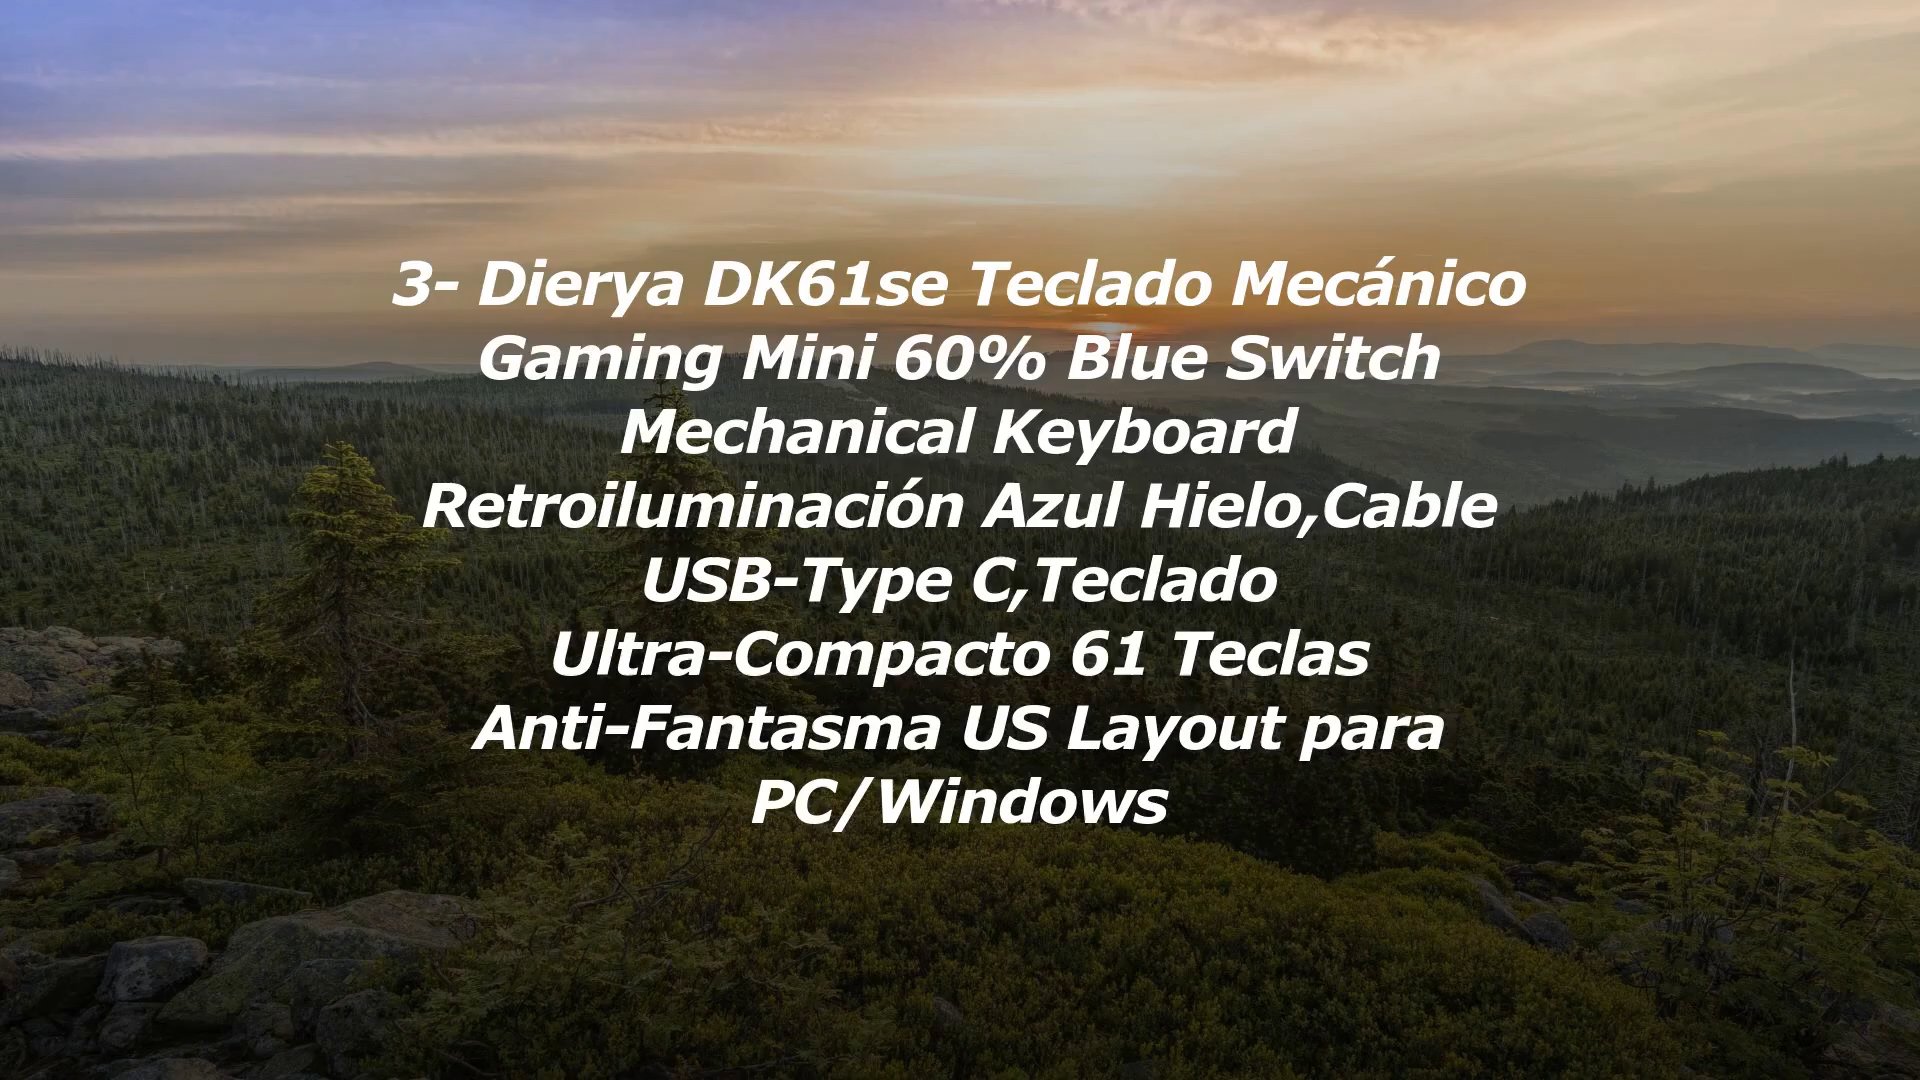 3- Dierya DK61se Teclado Mecánico
Gaming Mini 60% Blue Switch
Mechanical Keyboard
Retroiluminación Azul Hielo,Cable
USB-Type C,Teclado
Ultra-Compacto 61 Teclas
Anti-Fantasma US Layout para
PC/Windows